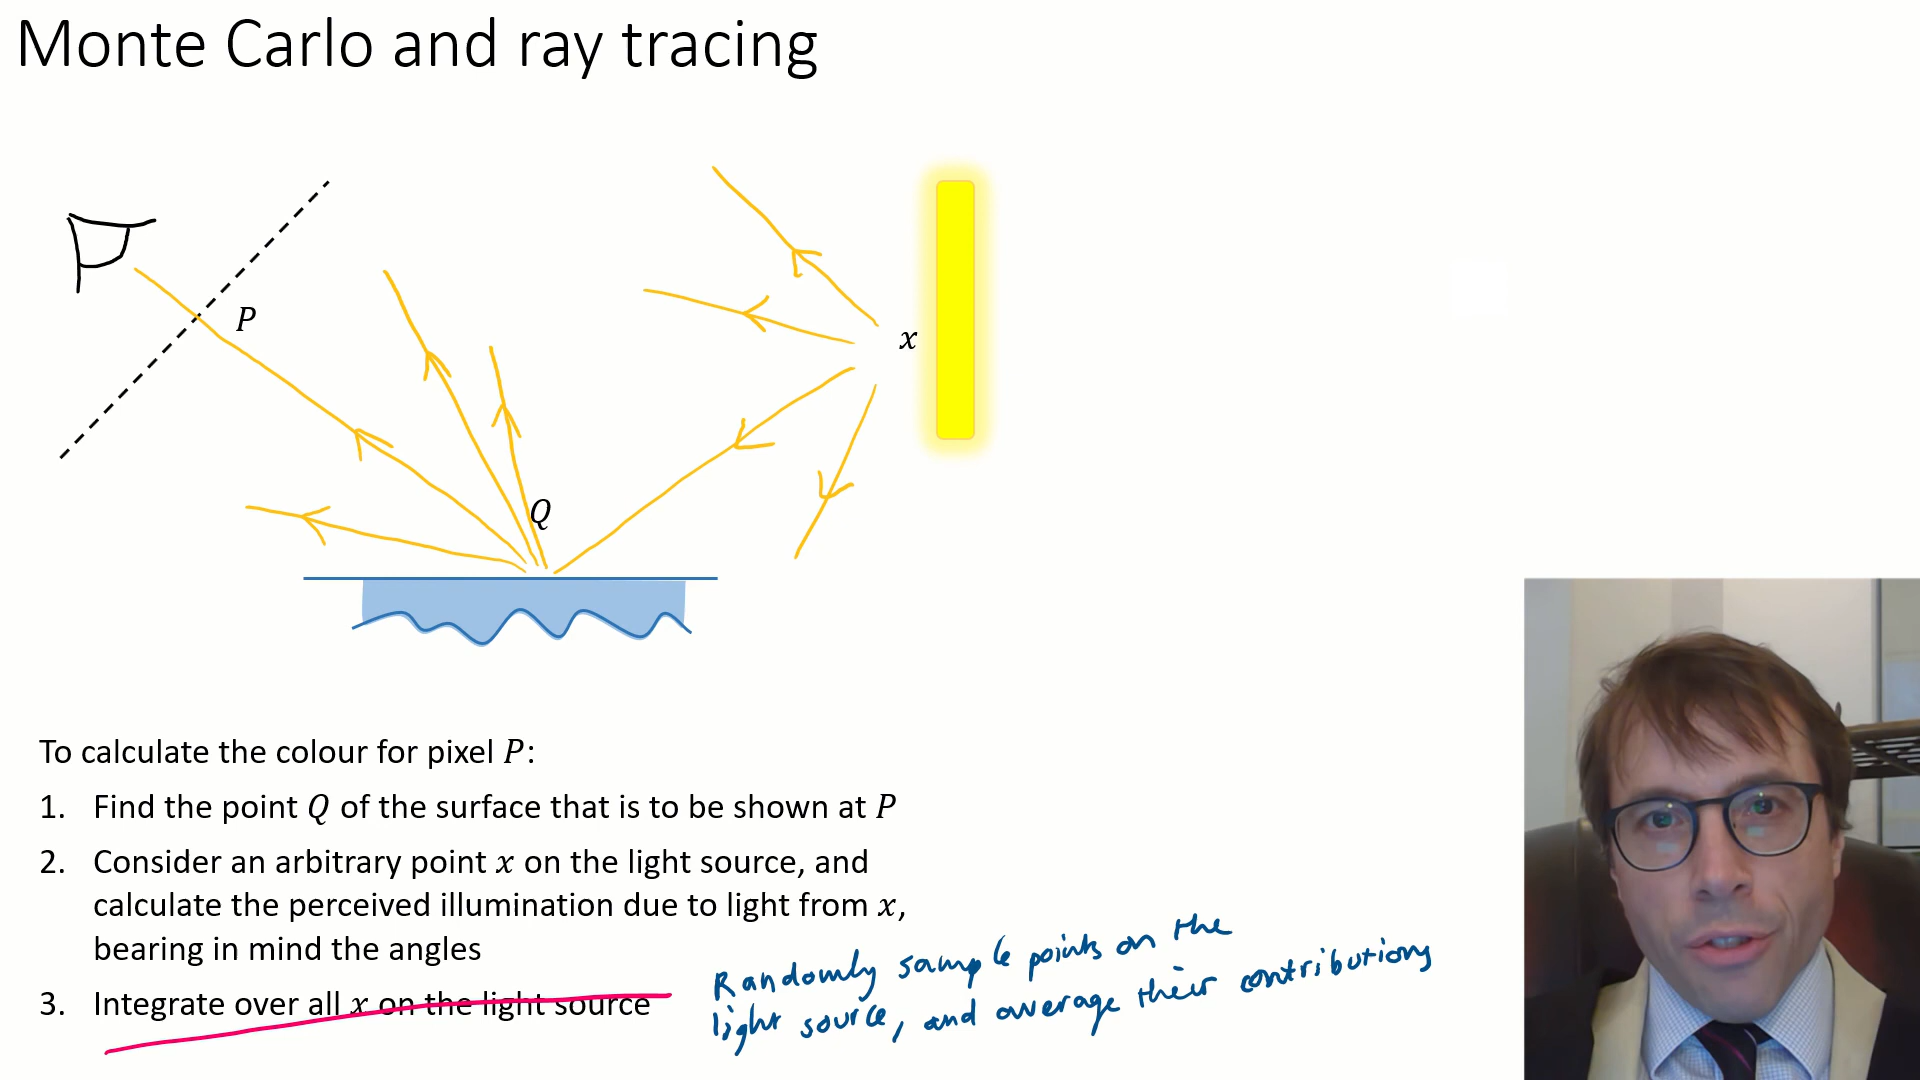 Monte Carlo and ray tracing
P
x
Q
To calculate the colour for pixel P:
1. Find the point Q of the surface that is to be shown at P
2. Consider an arbitrary point x on the light source, and
calculate the perceived illumination due to light from x,
bearing in mind the angles
3. Integrate over all x on the light source
Randomly sample points on the
light source, and average their contributions